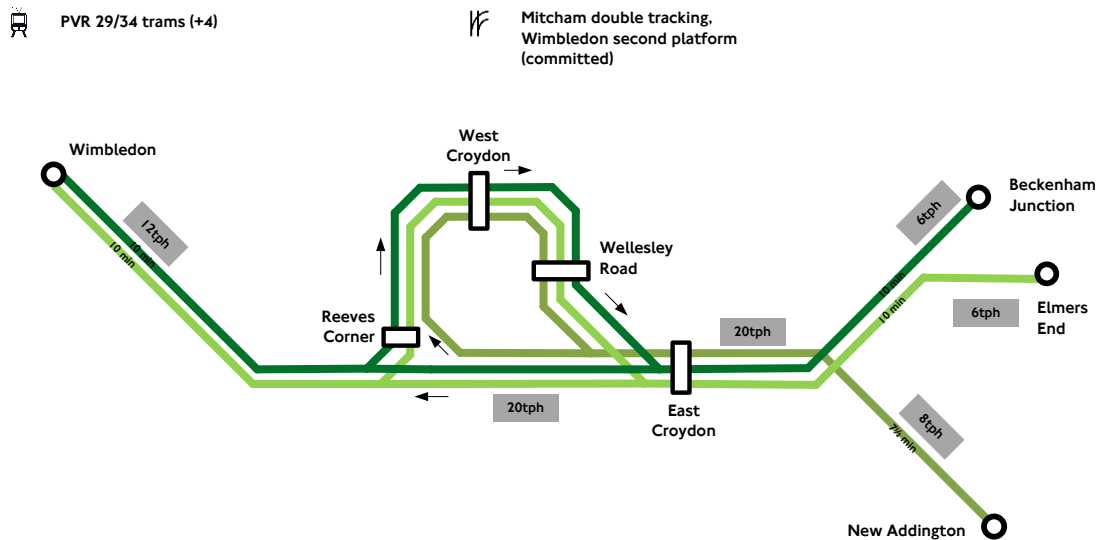 PVR 29/34 trams (+4)
Mitcham double tracking,
Wimbledon second platform
(committed)
Wimbledon
12tph
10 min
10 min
West
Croydon
Wellesley
Road
Reeves
Corner
20tph
20tph
East
Croydon
6tph
Beckenham
Junction
10 min
10 min
6tph
Elmers
End
8tph
7½ min
New Addington